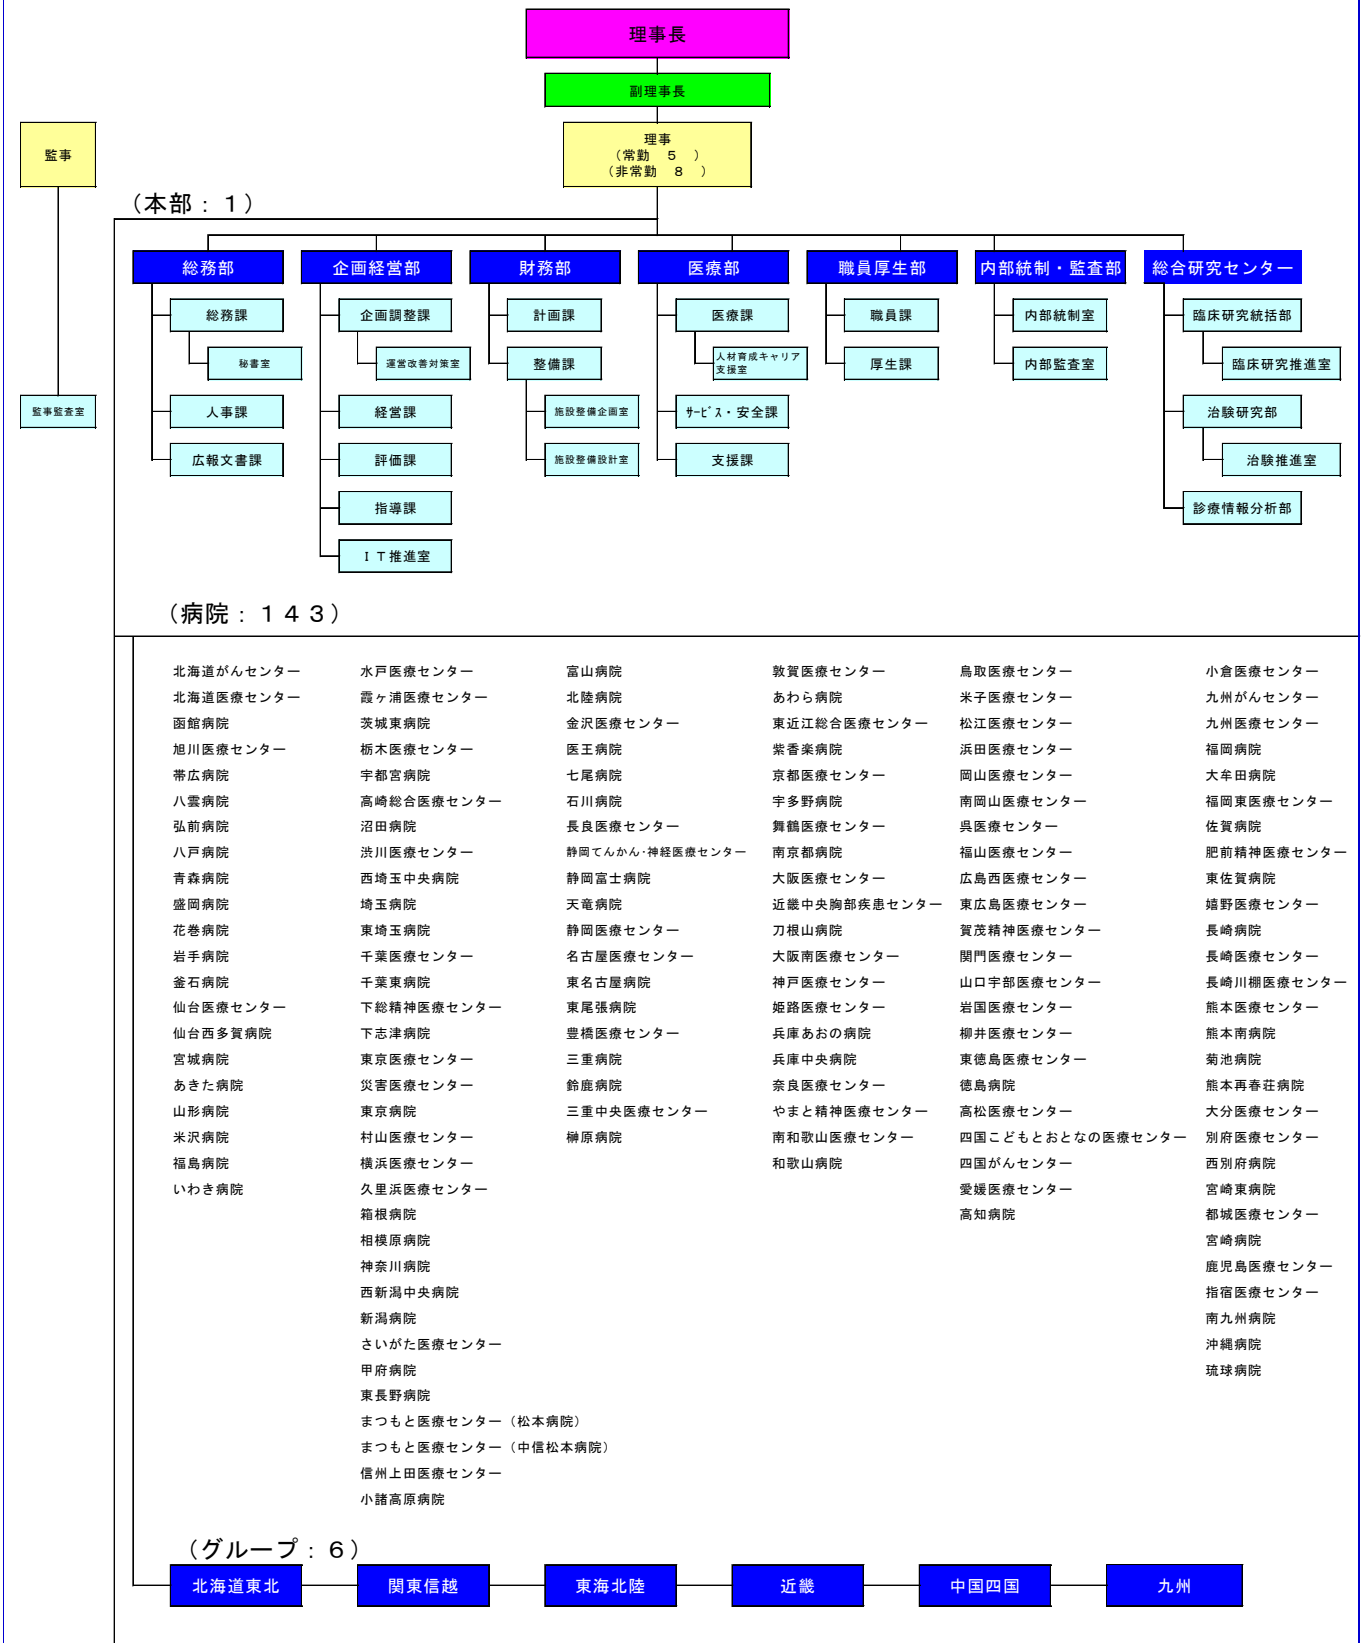 理事長
副理事長
監事
理事
（常勤　５　）
（非常勤　８　）
（本部：１）
総務部
企画経営部
財務部
医療部
職員厚生部
内部統制・監査部
総合研究センター
総務課
企画調整課
計画課
医療課
職員課
内部統制室
臨床研究統括部
秘書室
運営改善対策室
整備課
人材育成キャリア
支援室
厚生課
内部監査室
臨床研究推進室
監事監査室
人事課
経営課
施設整備企画室
ｻｰﾋﾞｽ・安全課
治験研究部
広報文書課
評価課
施設整備設計室
支援課
治験推進室
指導課
診療情報分析部
ＩＴ推進室
（病院：１４３）
北海道がんセンター
北海道医療センター
函館病院
旭川医療センター
帯広病院
八雲病院
弘前病院
八戸病院
青森病院
盛岡病院
花巻病院
岩手病院
釜石病院
仙台医療センター
仙台西多賀病院
宮城病院
あきた病院
山形病院
米沢病院
福島病院
いわき病院
水戸医療センター
霞ヶ浦医療センター
茨城東病院
栃木医療センター
宇都宮病院
高崎総合医療センター
沼田病院
渋川医療センター
西埼玉中央病院
埼玉病院
東埼玉病院
千葉医療センター
千葉東病院
下総精神医療センター
下志津病院
東京医療センター
災害医療センター
東京病院
村山医療センター
横浜医療センター
久里浜医療センター
箱根病院
相模原病院
神奈川病院
西新潟中央病院
新潟病院
さいがた医療センター
甲府病院
東長野病院
まつもと医療センター（松本病院）
まつもと医療センター（中信松本病院）
信州上田医療センター
小諸高原病院
富山病院
北陸病院
金沢医療センター
医王病院
七尾病院
石川病院
長良医療センター
静岡てんかん･神経医療センター
静岡富士病院
天竜病院
静岡医療センター
名古屋医療センター
東名古屋病院
東尾張病院
豊橋医療センター
三重病院
鈴鹿病院
三重中央医療センター
榊原病院
敦賀医療センター
あわら病院
東近江総合医療センター
紫香楽病院
京都医療センター
宇多野病院
舞鶴医療センター
南京都病院
大阪医療センター
近畿中央胸部疾患センター
刀根山病院
大阪南医療センター
神戸医療センター
姫路医療センター
兵庫あおの病院
兵庫中央病院
奈良医療センター
やまと精神医療センター
南和歌山医療センター
和歌山病院
鳥取医療センター
米子医療センター
松江医療センター
浜田医療センター
岡山医療センター
南岡山医療センター
呉医療センター
福山医療センター
広島西医療センター
東広島医療センター
賀茂精神医療センター
関門医療センター
山口宇部医療センター
岩国医療センター
柳井医療センター
東徳島医療センター
徳島病院
高松医療センター
四国こどもとおとなの医療センター
四国がんセンター
愛媛医療センター
高知病院
小倉医療センター
九州がんセンター
九州医療センター
福岡病院
大牟田病院
福岡東医療センター
佐賀病院
肥前精神医療センター
東佐賀病院
嬉野医療センター
長崎病院
長崎医療センター
長崎川棚医療センター
熊本医療センター
熊本南病院
菊池病院
熊本再春荘病院
大分医療センター
別府医療センター
西別府病院
宮崎東病院
都城医療センター
宮崎病院
鹿児島医療センター
指宿医療センター
南九州病院
沖縄病院
琉球病院
（グループ：６）
北海道東北
関東信越
東海北陸
近畿
中国四国
九州